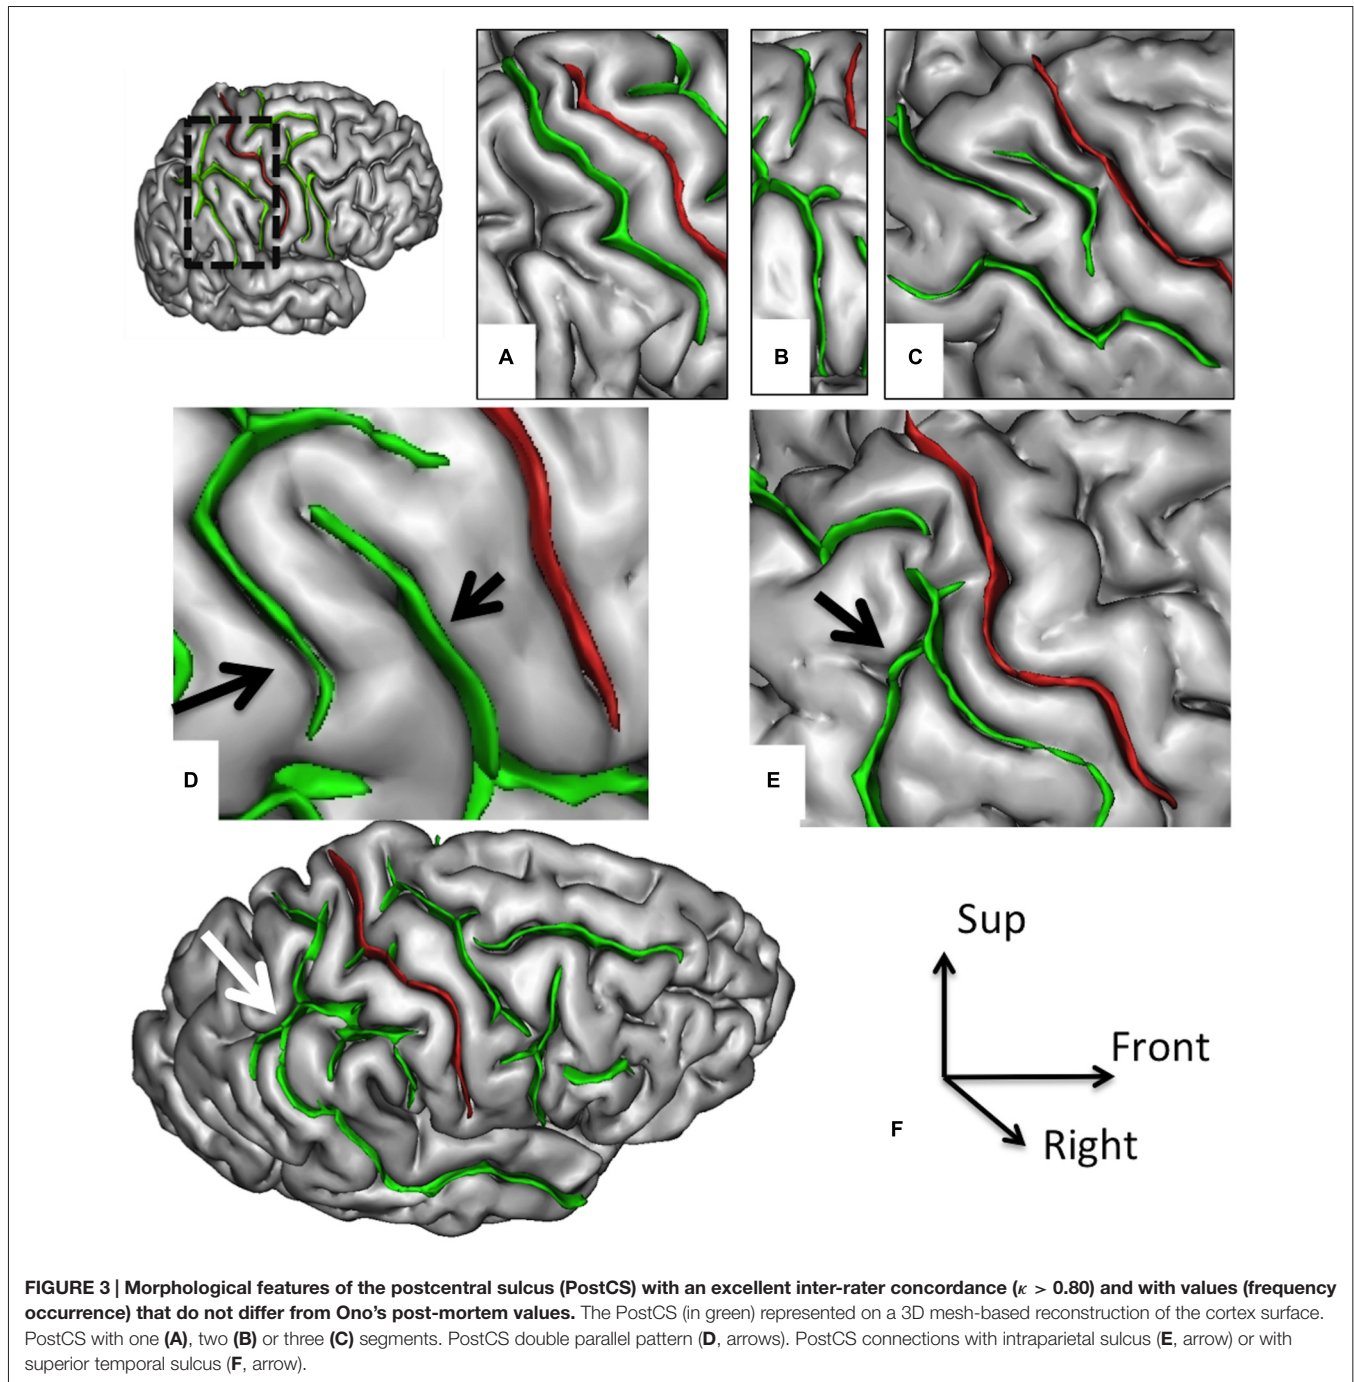 A
B
C
D
E
Sup
Front
F
Right
FIGURE 3 | Morphological features of the postcentral sulcus (PostCS) with an excellent inter-rater concordance (κ > 0.80) and with values (frequency
occurrence) that do not differ from Ono's post-mortem values. The PostCS (in green) represented on a 3D mesh-based reconstruction of the cortex surface.
PostCS with one (A), two (B) or three (C) segments. PostCS double parallel pattern (D, arrows). PostCS connections with intraparietal sulcus (E, arrow) or with
superior temporal sulcus (F, arrow).